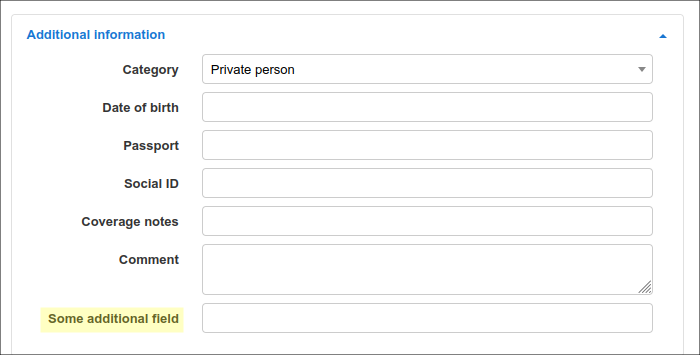 Additional information
Category Private person
Date of birth
Passport
Social ID
Coverage notes
Comment
Some additional field